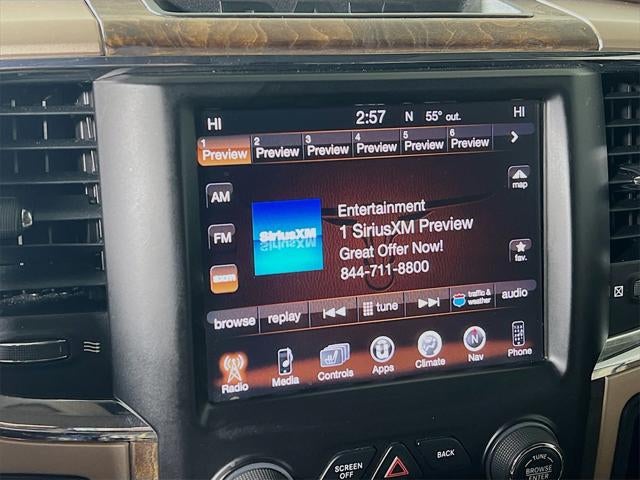 HI 2:57 N 55° out. HI
1 Preview 2 Preview 3 Preview 4 Preview 5 Preview 6 Preview
AM
FM
sxm
SiriusXM
Entertainment
1 SiriusXM Preview
Great Offer Now!
844-711-8800
map
fav.
browse replay tune traffic & weather audio
Radio Media Controls Apps Climate Nav Phone
SCREEN OFF
BACK
TUNE
BROWSE
ENTER